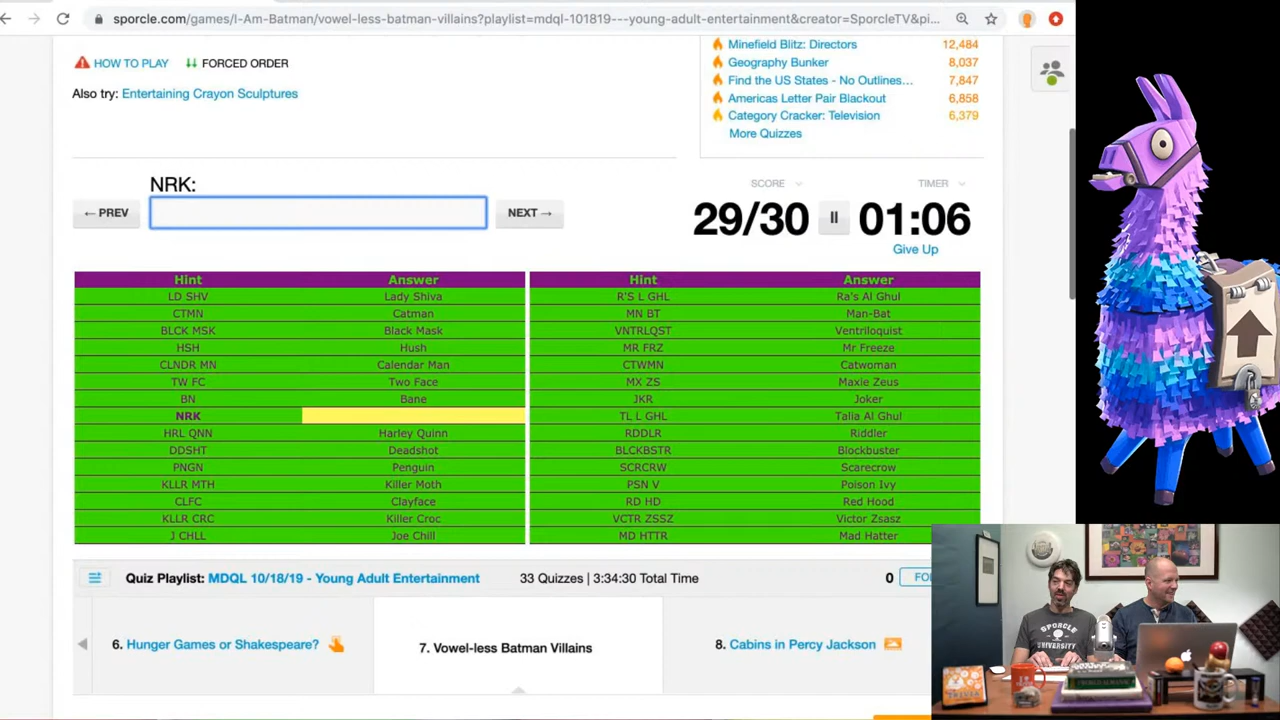 sporcle.com/games/I-Am-Batman/vowel-less-batman-villains?playlist=mdql-101819---young-adult-entertainment&creator=SporcleTV&pi...
HOW TO PLAY FORCED ORDER
Also try: Entertaining Crayon Sculptures
Minefield Blitz: Directors 12,484
Geography Bunker 8,037
Find the US States - No Outlines... 7,847
Americas Letter Pair Blackout 6,858
Category Cracker: Television 6,379
More Quizzes
NRK:
← PREV
NEXT →
SCORE
29/30
TIMER
01:06
Give Up
Hint Answer Hint Answer
LD SHV Lady Shiva R'S L GHL Ra's Al Ghul
CTMN Catman MN BT Man-Bat
BLCK MSK Black Mask VNTRLQST Ventriloquist
HSH Hush MR FRZ Mr Freeze
CLNDR MN Calendar Man CTWMN Catwoman
TW FC Two Face MX ZS Maxie Zeus
BN Bane JKR Joker
NRK TL L GHL Talia Al Ghul
HRL QNN Harley Quinn RDDLR Riddler
DDSHT Deadshot BLCKBSTR Blockbuster
PNGN Penguin SCRCRW Scarecrow
KLLR MTH Killer Moth PSN V Poison Ivy
CLFC Clayface RD HD Red Hood
KLLR CRC Killer Croc VCTR ZSSZ Victor Zsasz
J CHLL Joe Chill MD HTTR Mad Hatter
Quiz Playlist: MDQL 10/18/19 - Young Adult Entertainment 33 Quizzes | 3:34:30 Total Time 0 FO
6. Hunger Games or Shakespeare?
7. Vowel-less Batman Villains
8. Cabins in Percy Jackson
SPORCLE
UNIVERSITY